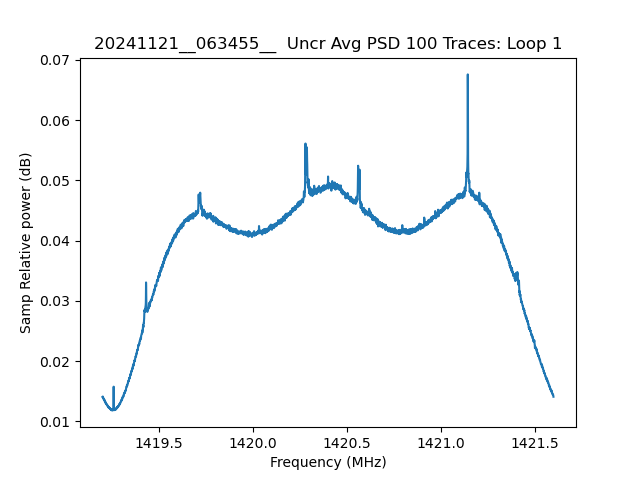 20241121__063455__  Uncr Avg PSD 100 Traces: Loop 1
0.07
0.06
0.05
0.04
0.03
0.02
0.01
Samp Relative power (dB)
1419.5 1420.0 1420.5 1421.0 1421.5
Frequency (MHz)